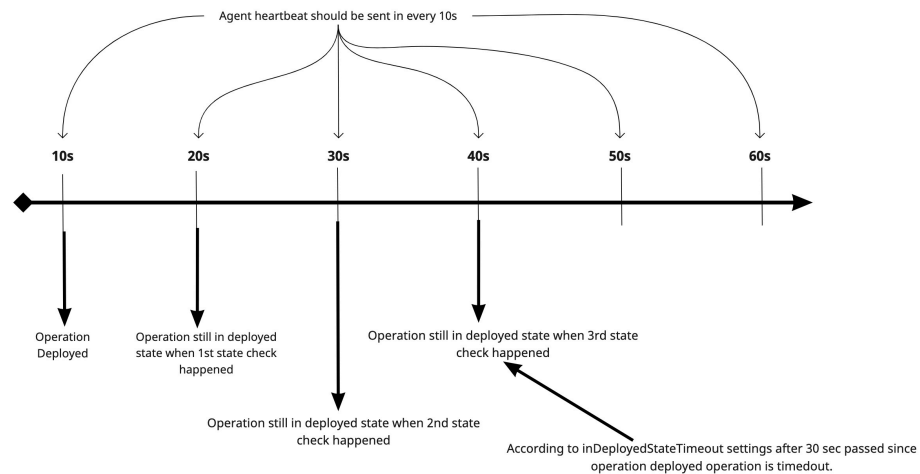 Agent heartbeat should be sent in every 10s
10s
20s
30s
40s
50s
60s
Operation
Deployed
Operation still in deployed
state when 1st state check
happened
Operation still in deployed state when 3rd state
check happened
Operation still in deployed state when 2nd state
check happened
According to inDeployedStateTimeout settings after 30 sec passed since
operation deployed operation is timedout.